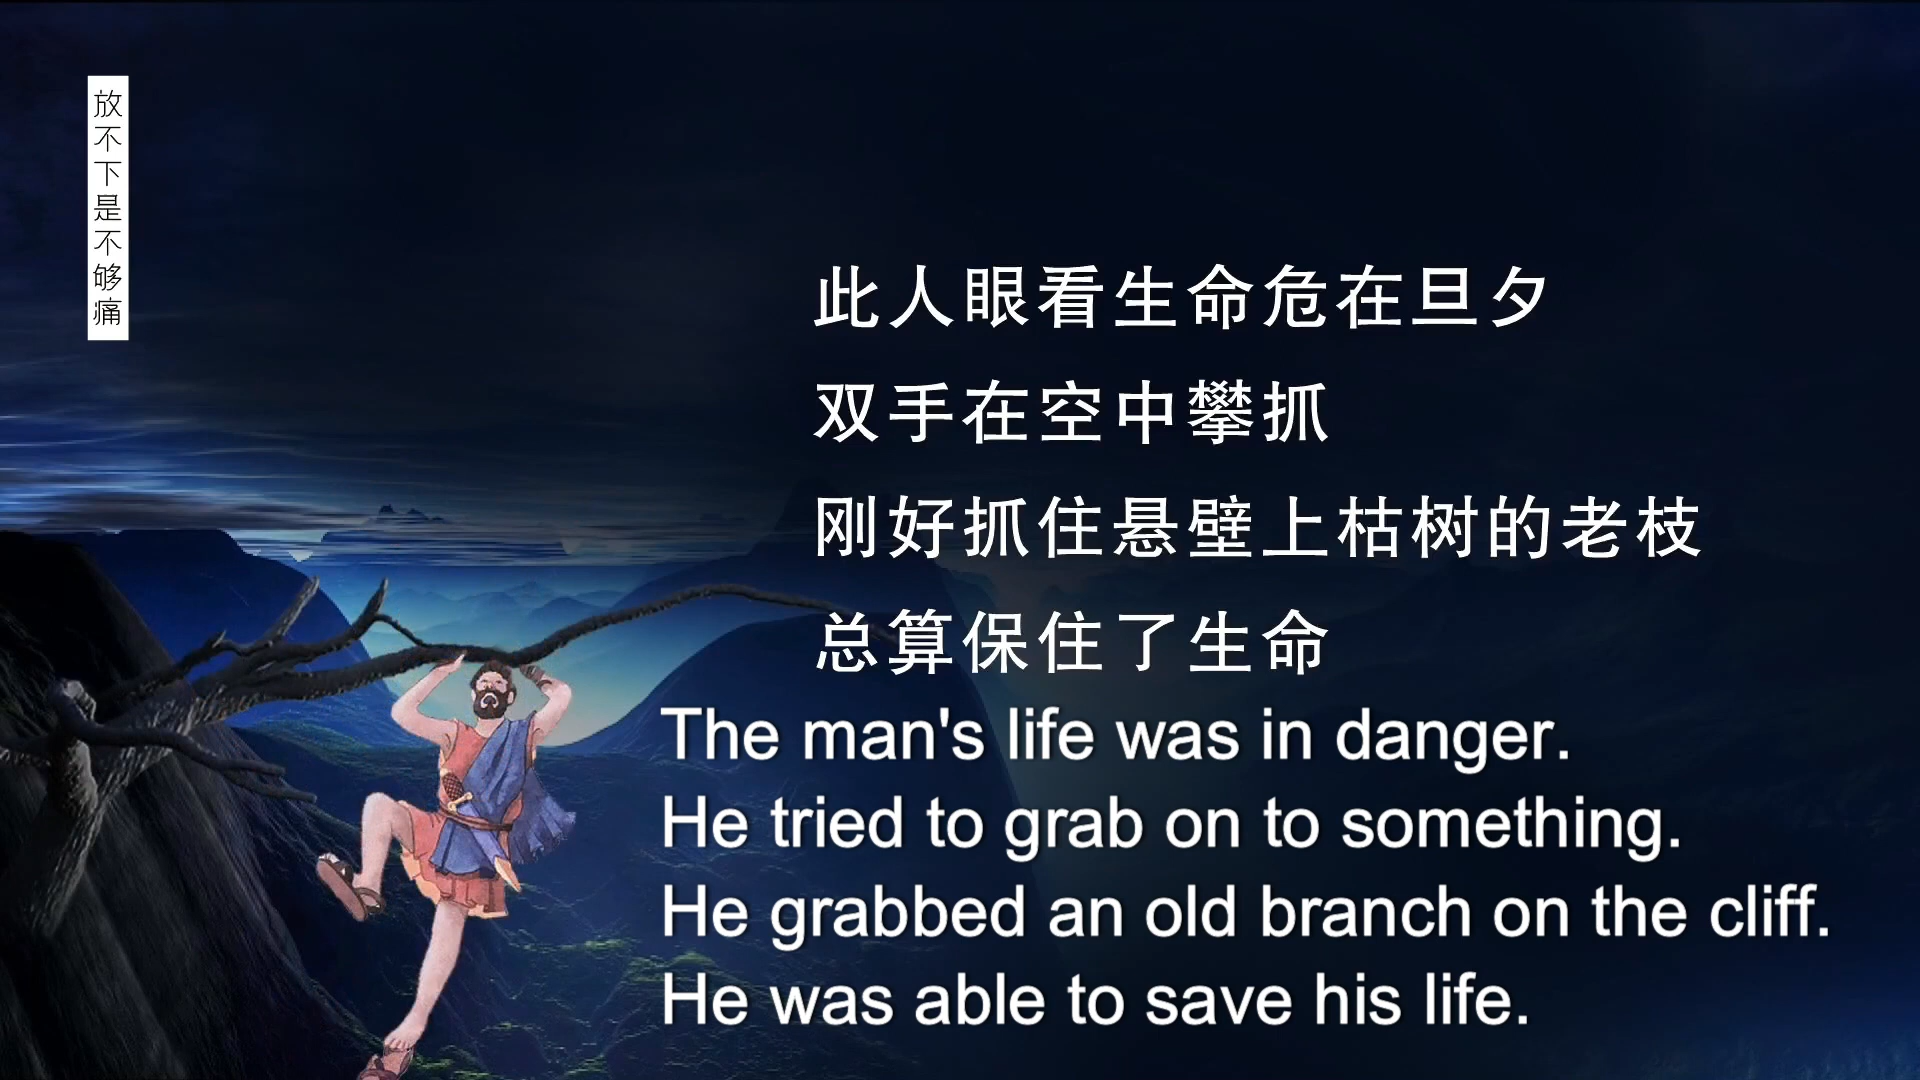 放不下是不够痛
此人眼看生命危在旦夕
双手在空中攀抓
刚好抓住悬壁上枯树的老枝
总算保住了生命
The man's life was in danger.
He tried to grab on to something.
He grabbed an old branch on the cliff.
He was able to save his life.